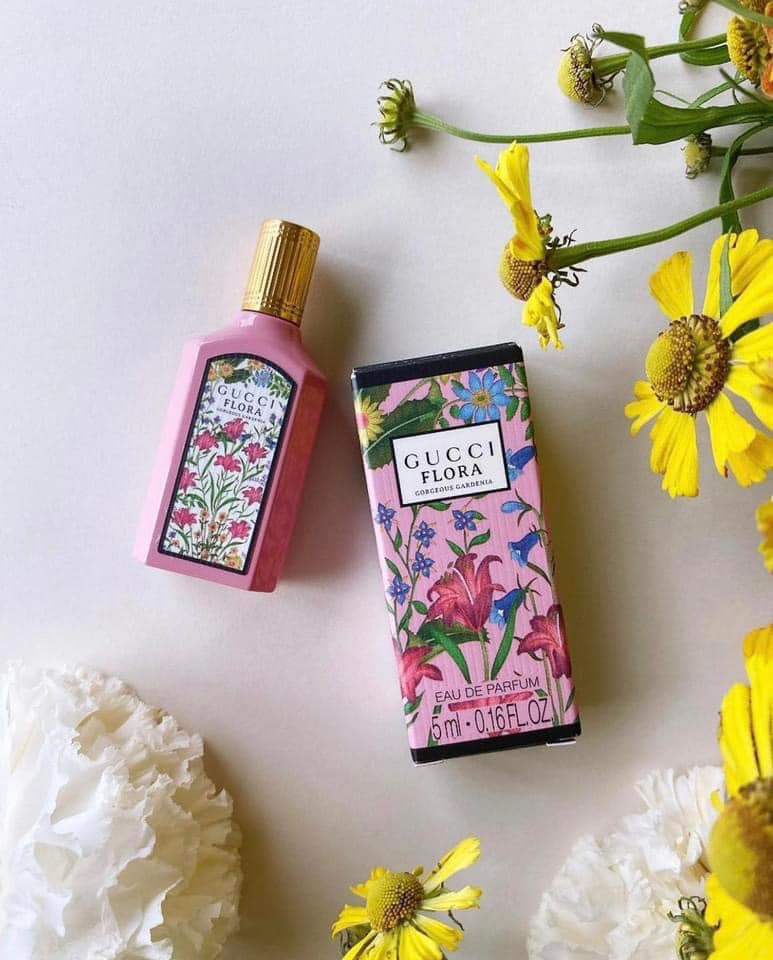 GUCCI
FLORA
GORGEOUS GARDENIA
GUCCI
FLORA
GORGEOUS GARDENIA
EAU DE PARFUM
5 ml · 0.16 FL.OZ.